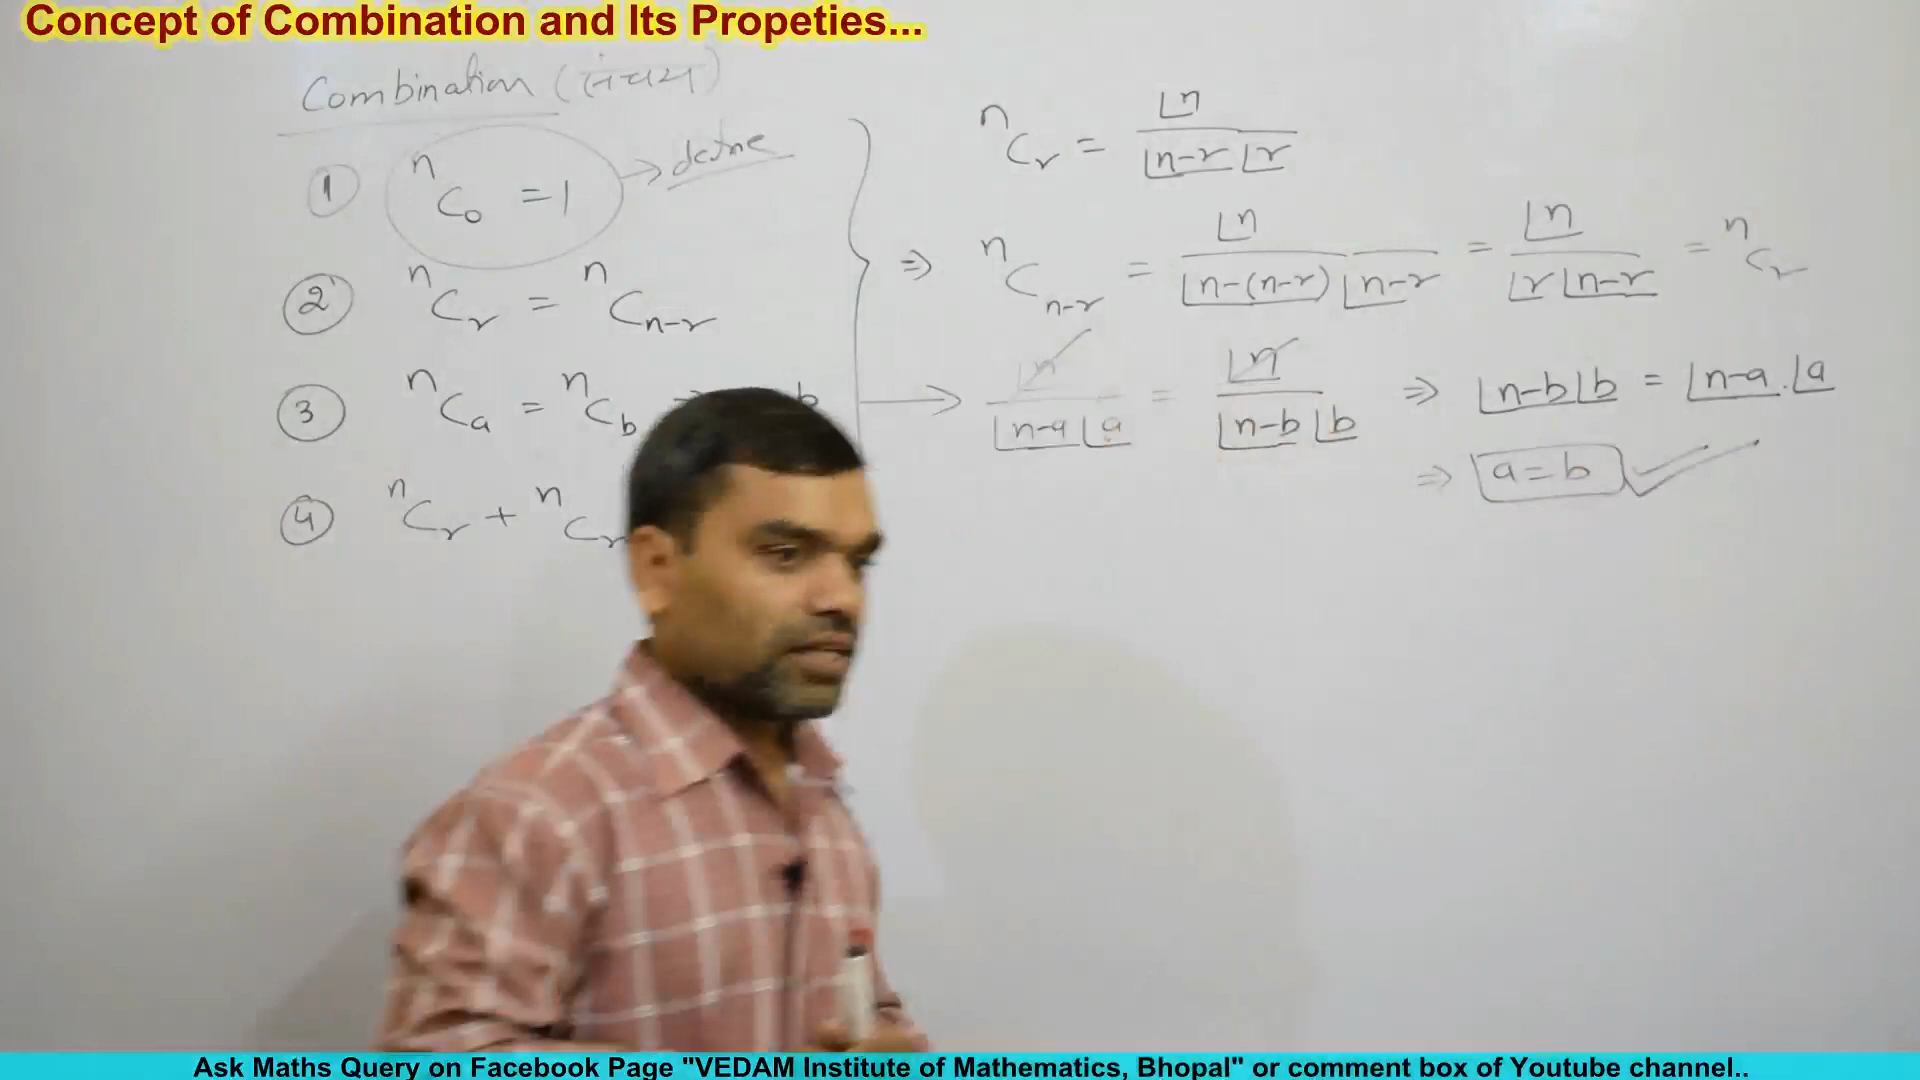 Concept of Combination and Its Propeties...
Combination (संचय)
① ⁿC₀ = 1 → define
② ⁿCᵣ = ⁿCₙ₋ᵣ
③ ⁿCₐ = ⁿC_b b
④ ⁿCᵣ + ⁿCᵣ
ⁿCᵣ = ⌊n / ⌊n-r ⌊r
⇒ ⁿCₙ₋ᵣ = ⌊n / ⌊n-(n-r) ⌊n-r = ⌊n / ⌊r ⌊n-r = ⁿCᵣ
→ ⌊n / ⌊n-a ⌊a = ⌊n / ⌊n-b ⌊b ⇒ ⌊n-b ⌊b = ⌊n-a . ⌊a
⇒ a = b ✓
Ask Maths Query on Facebook Page "VEDAM Institute of Mathematics, Bhopal" or comment box of Youtube channel..